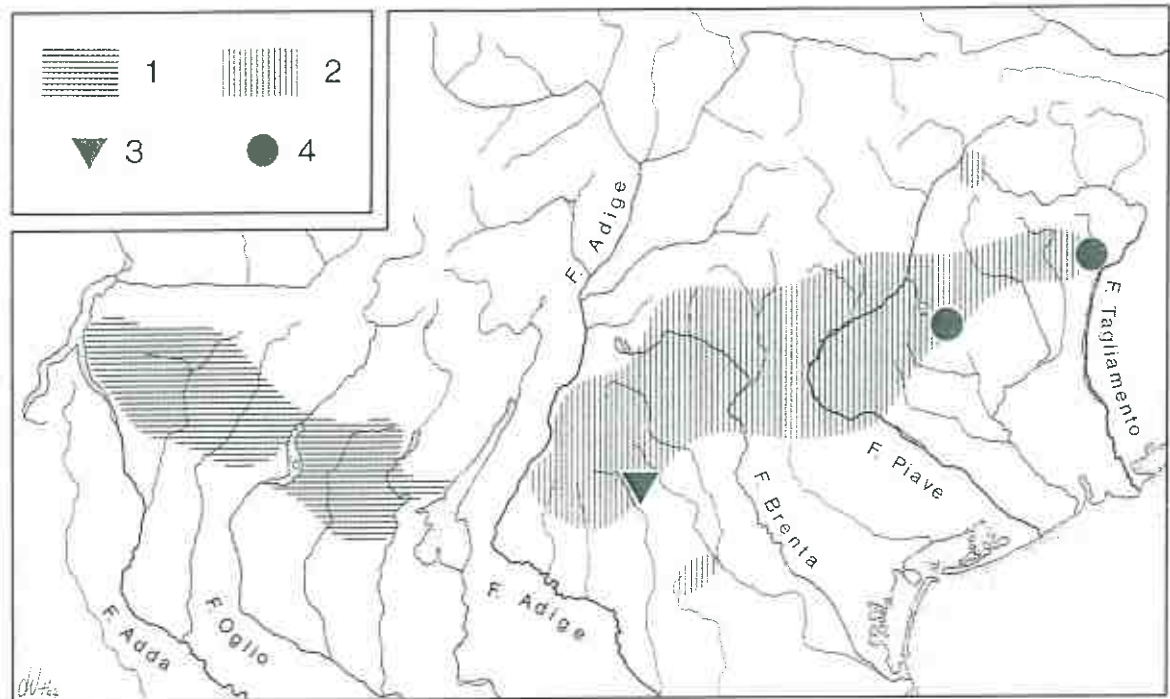 1
2
3
4
F. Adige
F. Tagliamento
F. Piave
F. Brenta
F. Adige
F. Oglio
F. Adda